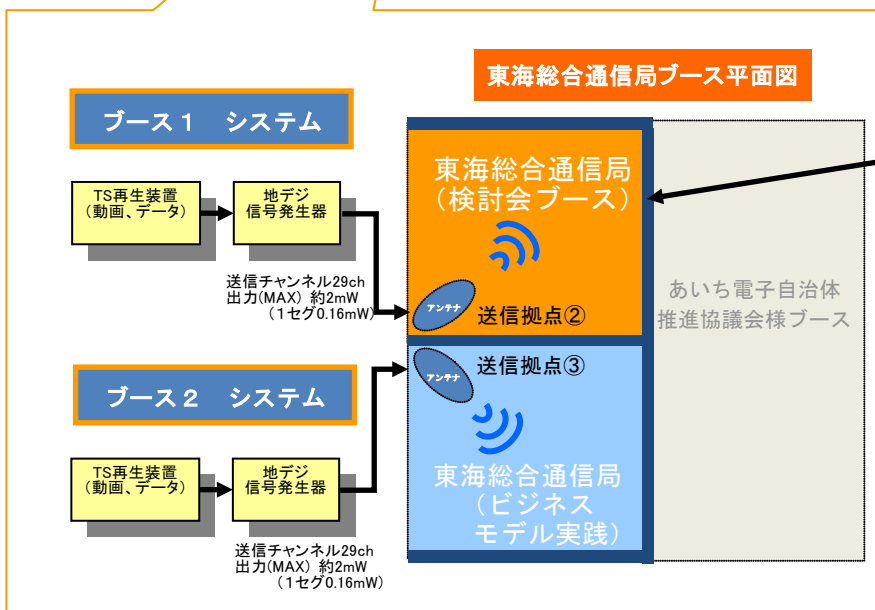 東海総合通信局ブース平面図
ブース１　システム
TS再生装置
(動画、データ)
地デジ
信号発生器
送信チャンネル29ch
出力(MAX) 約2mW
(１セグ0.16mW)
東海総合通信局
（検討会ブース）
アンテナ
送信拠点②
あいち電子自治体
推進協議会様ブース
ブース２　システム
TS再生装置
(動画、データ)
地デジ
信号発生器
送信チャンネル29ch
出力(MAX) 約2mW
(１セグ0.16mW)
アンテナ
送信拠点③
東海総合通信局
（ビジネス
モデル実践）